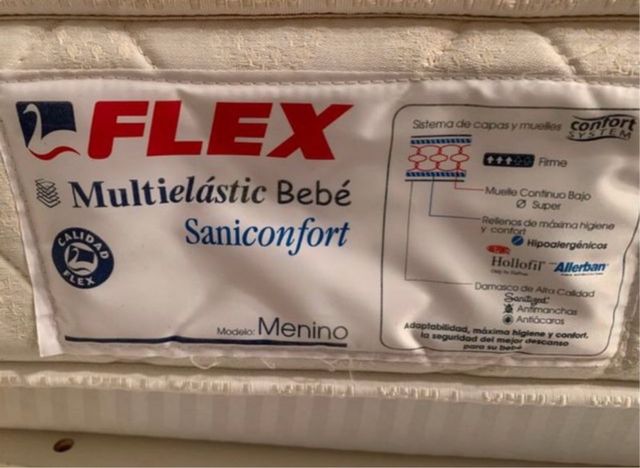 FLEX
Multielástic Bebé
Saniconfort
CALIDAD
FLEX
Modelo: Menino
Sistema de capas y muelles
confort
SYSTEM
Firme
Muelle Continuo Bajo
Ø Super
Rellenos de máxima higiene
y confort
Hipoalergénicos
Hollofil
Allerban
Damasco de Alta Calidad
Sanitized
Antimanchas
Antiácaros
Adaptabilidad, máxima higiene y confort,
la seguridad del mejor descanso
para su bebé